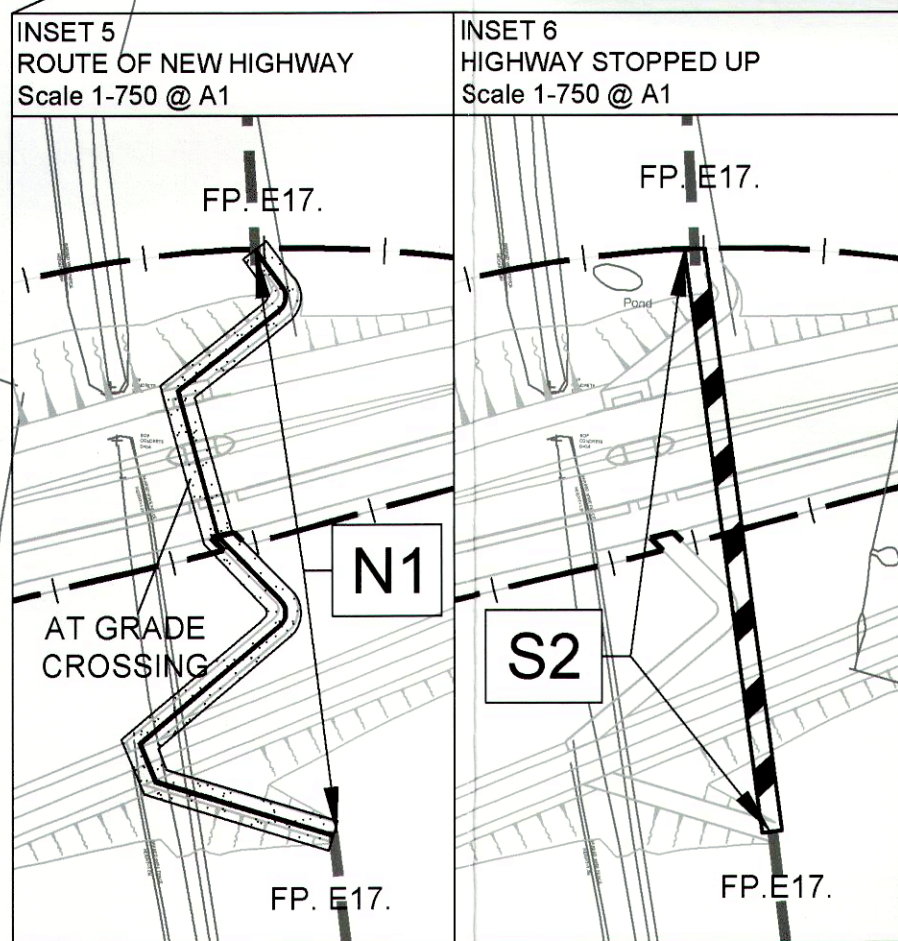 INSET 5
ROUTE OF NEW HIGHWAY
Scale 1-750 @ A1
FP. E17.
N1
AT GRADE
CROSSING
FP. E17.
INSET 6
HIGHWAY STOPPED UP
Scale 1-750 @ A1
FP. E17.
Pond
S2
FP.E17.